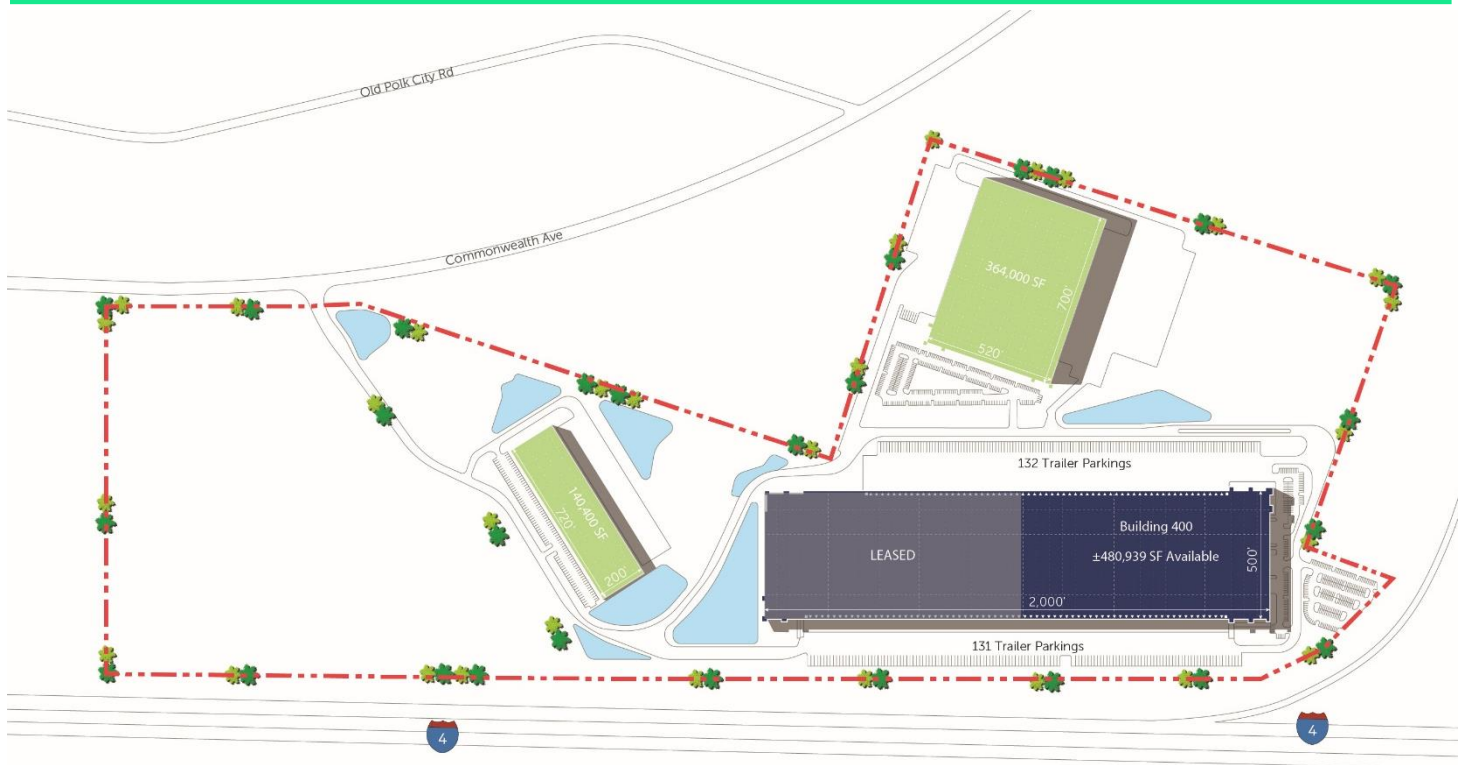 Old Polk City Rd
Commonwealth Ave
364,000 SF
700'
520'
140,400 SF
720'
200'
132 Trailer Parkings
Building 400
LEASED
±480,939 SF Available
500'
2,000'
131 Trailer Parkings
4
4